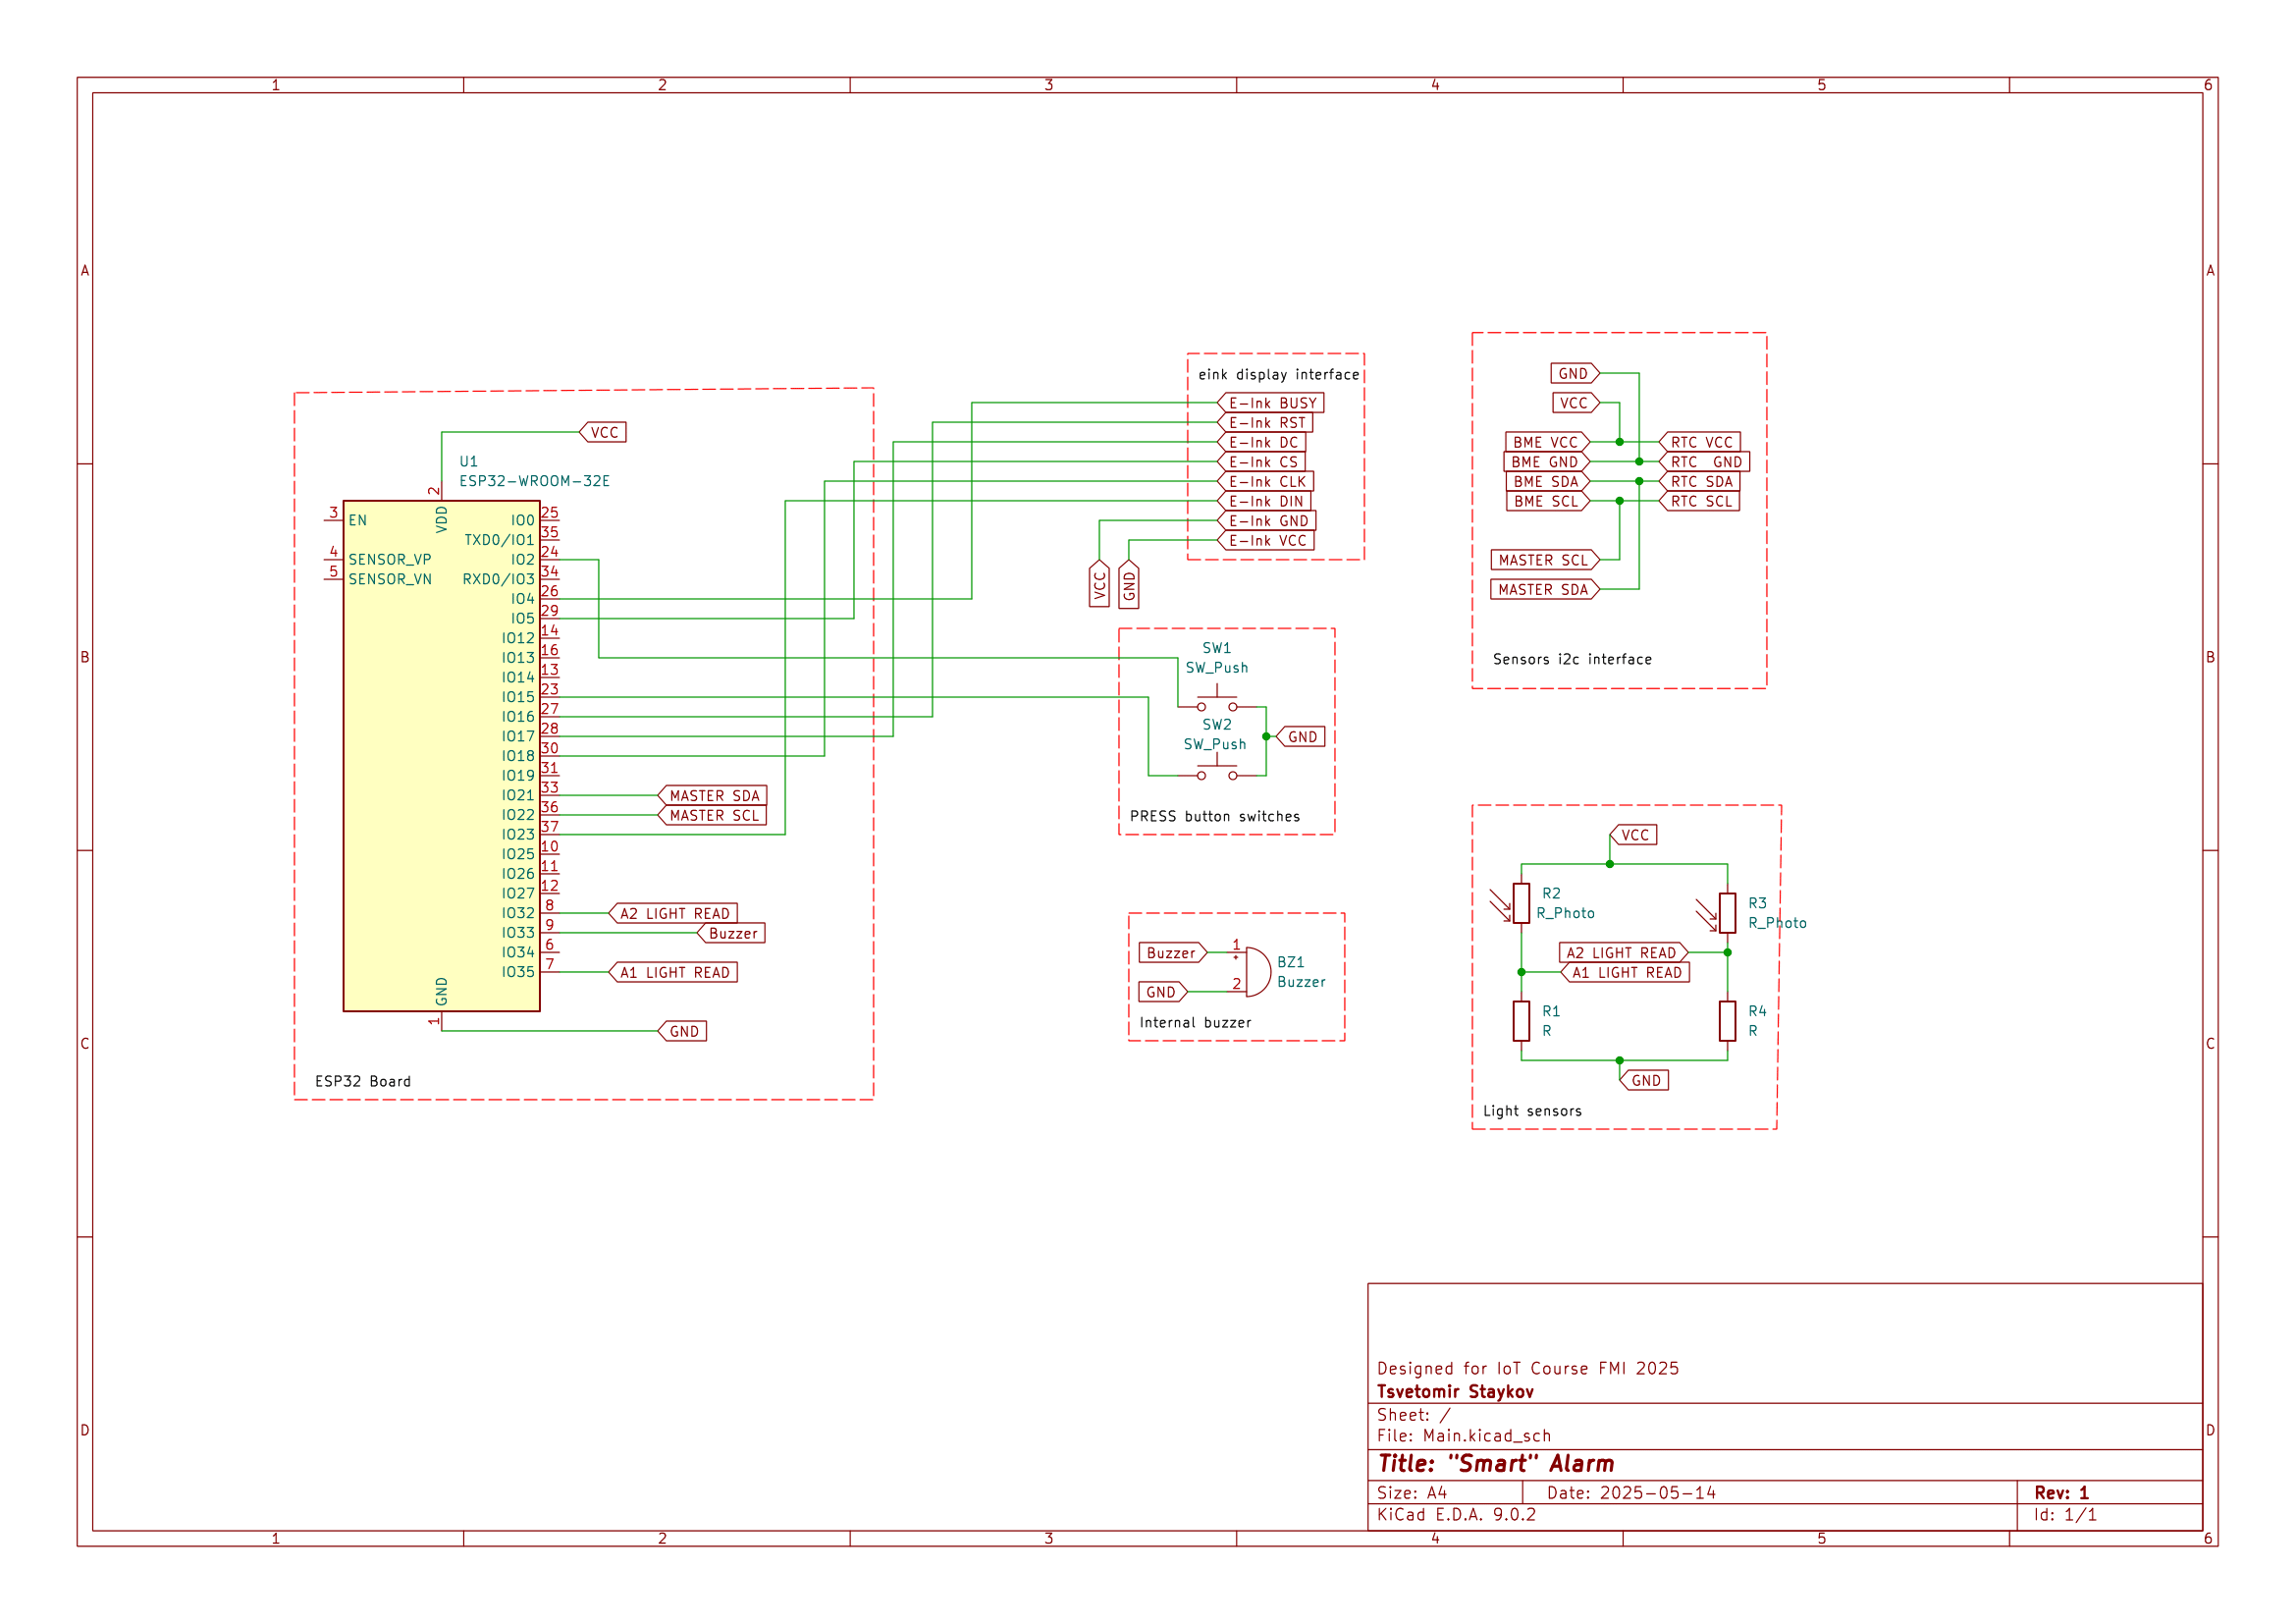 1 2 3 4 5 6
A
B
C
D
A
B
C
D
VCC
U1
ESP32-WROOM-32E
2
VDD
3 EN
4 SENSOR_VP
5 SENSOR_VN
IO0 25
TXD0/IO1 35
IO2 24
RXD0/IO3 34
IO4 26
IO5 29
IO12 14
IO13 16
IO14 13
IO15 23
IO16 27
IO17 28
IO18 30
IO19 31
IO21 33 MASTER SDA
IO22 36 MASTER SCL
IO23 37
IO25 10
IO26 11
IO27 12
IO32 8 A2 LIGHT READ
IO33 9 Buzzer
IO34 6
IO35 7 A1 LIGHT READ
GND
1
GND
ESP32 Board
eink display interface
E-Ink BUSY
E-Ink RST
E-Ink DC
E-Ink CS
E-Ink CLK
E-Ink DIN
E-Ink GND
E-Ink VCC
VCC
GND
SW1
SW_Push
SW2
SW_Push
GND
PRESS button switches
Buzzer
1
+
GND
2
BZ1
Buzzer
Internal buzzer
GND
VCC
BME VCC RTC VCC
BME GND RTC  GND
BME SDA RTC SDA
BME SCL RTC SCL
MASTER SCL
MASTER SDA
Sensors i2c interface
VCC
R2
R_Photo
R3
R_Photo
A2 LIGHT READ
A1 LIGHT READ
R1
R
R4
R
GND
Light sensors
Designed for IoT Course FMI 2025
Tsvetomir Staykov
Sheet: /
File: Main.kicad_sch
Title: "Smart" Alarm
Size: A4 Date: 2025-05-14 Rev: 1
KiCad E.D.A. 9.0.2 Id: 1/1
1 2 3 4 5 6